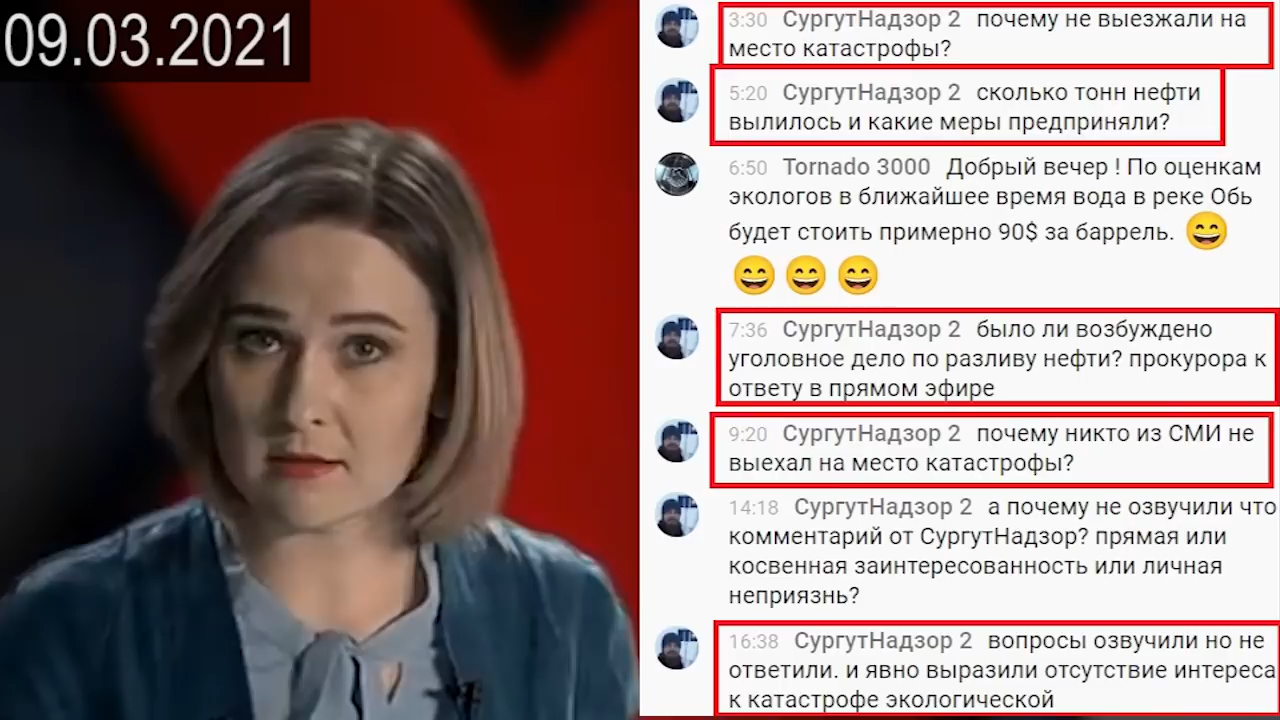 09.03.2021
3:30 СургутНадзор 2 почему не выезжали на
место катастрофы?
5:20 СургутНадзор 2 сколько тонн нефти
вылилось и какие меры предприняли?
6:50 Tornado 3000 Добрый вечер ! По оценкам
экологов в ближайшее время вода в реке Обь
будет стоить примерно 90$ за баррель. 😄
😄 😄 😄
7:36 СургутНадзор 2 было ли возбуждено
уголовное дело по разливу нефти? прокурора к
ответу в прямом эфире
9:20 СургутНадзор 2 почему никто из СМИ не
выехал на место катастрофы?
14:18 СургутНадзор 2 а почему не озвучили что
комментарий от СургутНадзор? прямая или
косвенная заинтересованность или личная
неприязнь?
16:38 СургутНадзор 2 вопросы озвучили но не
ответили. и явно выразили отсутствие интереса
к катастрофе экологической